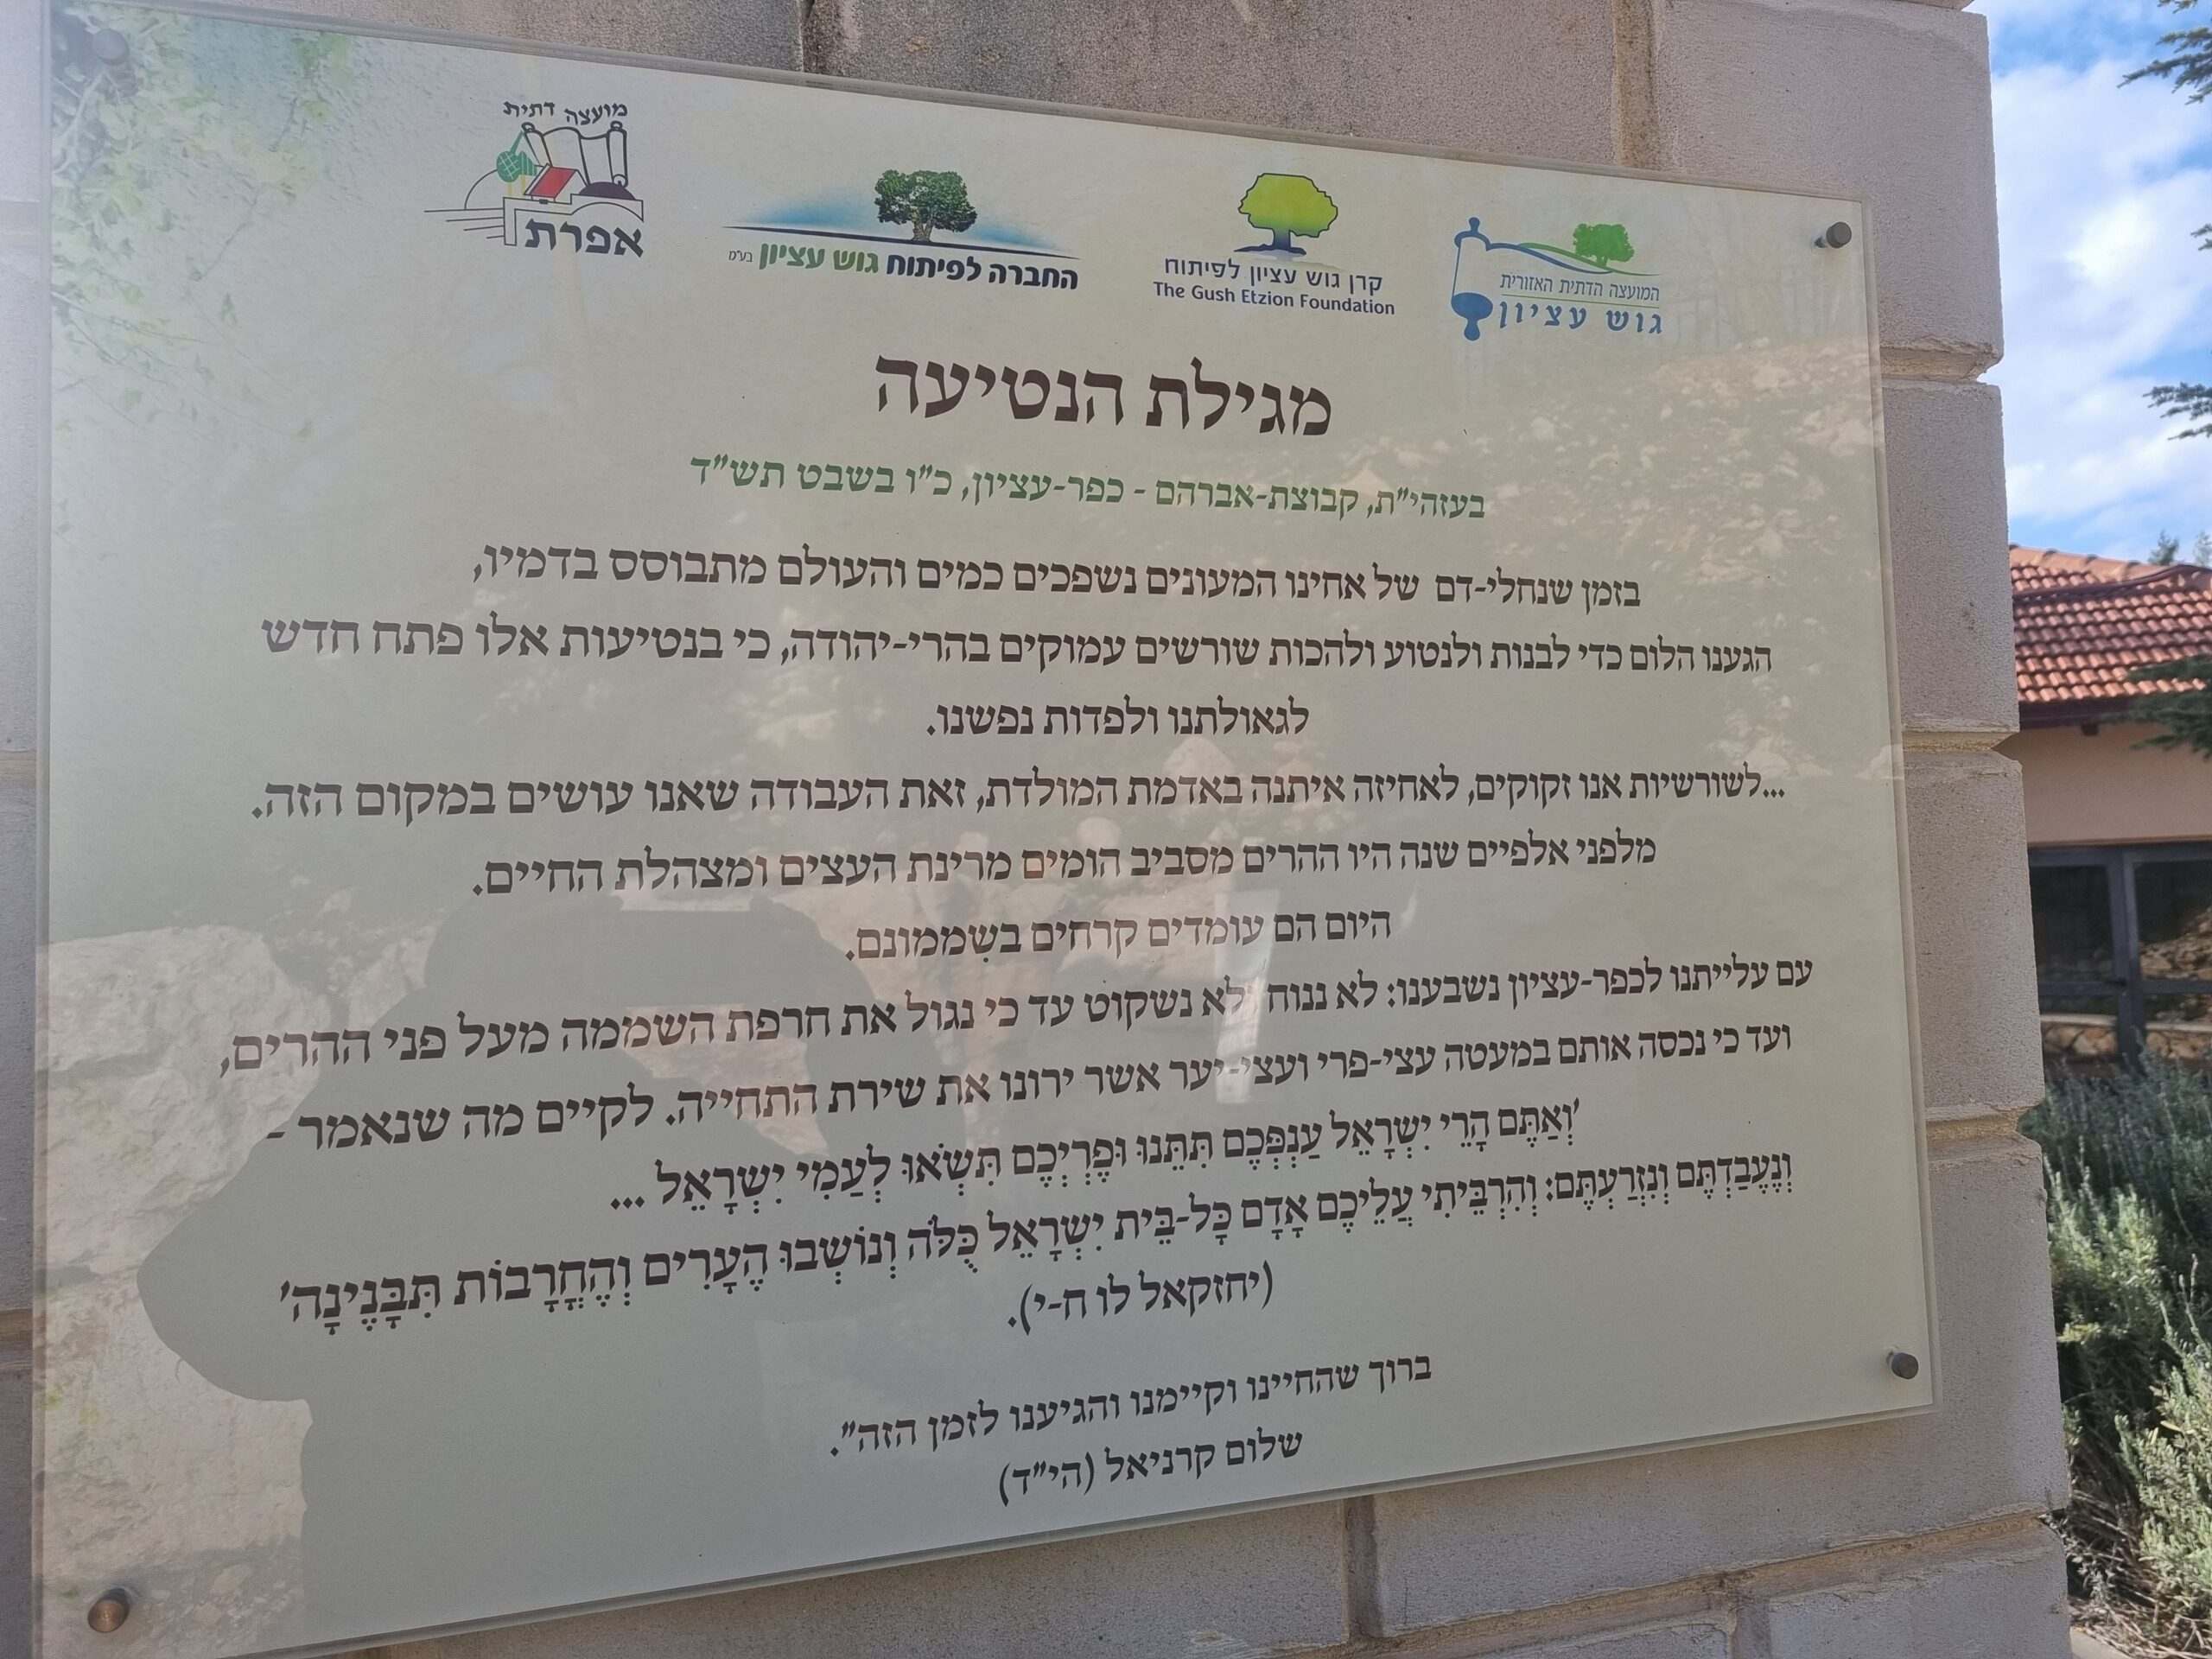 מועצה דתית
אפרת
החברה לפיתוח גוש עציון בע"מ
קרן גוש עציון לפיתוח
The Gush Etzion Foundation
המועצה הדתית האזורית
גוש עציון
מגילת הנטיעה
בעזהי"ת, קבוצת-אברהם - כפר-עציון, כ"ו בשבט תש"ד
בזמן שנחלי-דם של אחינו המעונים נשפכים כמים והעולם מתבוסס בדמיו,
הגענו הלום כדי לבנות ולנטוע ולהכות שורשים עמוקים בהרי-יהודה, כי בנטיעות אלו פתח חדש
לגאולתנו ולפדות נפשנו.
...לשורשיות אנו זקוקים, לאחיזה איתנה באדמת המולדת, זאת העבודה שאנו עושים במקום הזה.
מלפני אלפיים שנה היו ההרים מסביב הומים מרינת העצים ומצהלת החיים.
היום הם עומדים קרחים בשִממונם.
עם עלייתנו לכפר-עציון נשבענו: לא ננוח ולא נשקוט עד כי נגול את חרפת השממה מעל פני ההרים,
ועד כי נכסה אותם במעטה עצי-פרי ועצי-יער אשר ירונו את שירת התחייה. לקיים מה שנאמר -
'וְאַתֶּם הָרֵי יִשְׂרָאֵל עַנְפְּכֶם תִּתֵּנוּ וּפֶרְיְכֶם תִּשְׂאוּ לְעַמִּי יִשְׂרָאֵל ...
וְנֶעֱבַדְתֶּם וְנִזְרַעְתֶּם: וְהִרְבֵּיתִי עֲלֵיכֶם אָדָם כָּל-בֵּית יִשְׂרָאֵל כֻּלֹּה וְנוֹשְׁבוּ הֶעָרִים וְהֶחֳרָבוֹת תִּבָּנֶינָה'
(יחזקאל לו ח-י).
ברוך שהחיינו וקיימנו והגיענו לזמן הזה".
שלום קרניאל (הי"ד)